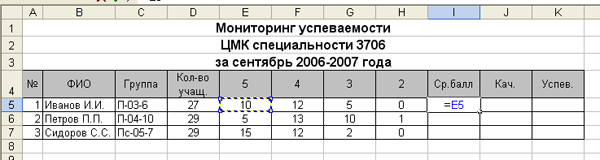 A B C D E F G H I J K
1 Мониторинг успеваемости
2 ЦМК специальности 3706
3 за сентябрь 2006-2007 года
4 № ФИО Группа Кол-во учащ. 5 4 3 2 Ср.балл Кач. Успев.
5 1 Иванов И.И. П-03-6 27 10 12 5 0 =E5
6 2 Петров П.П. П-04-10 29 5 13 10 1
7 3 Сидоров С.С. Пс-05-7 29 15 12 2 0